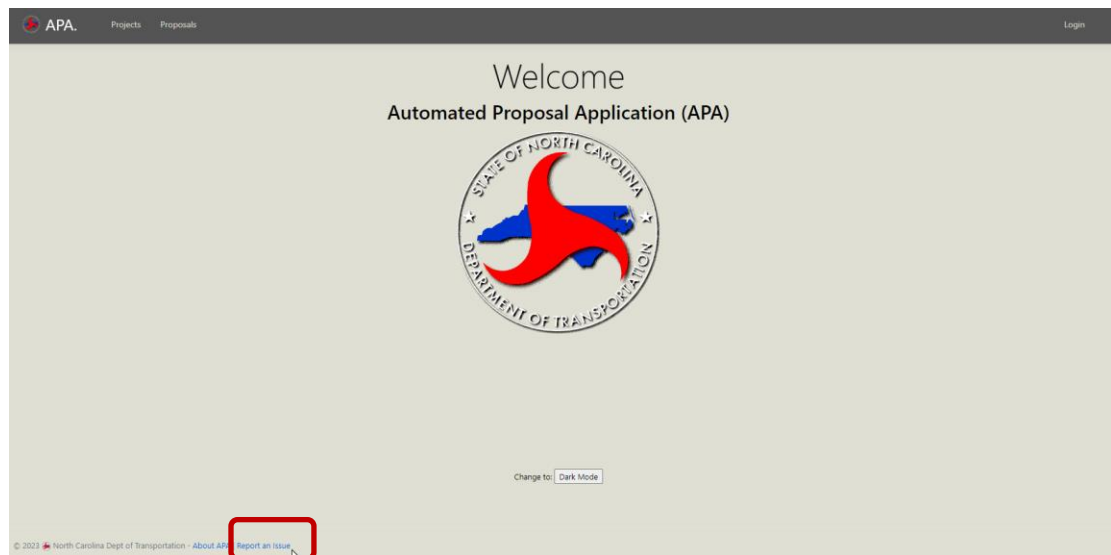 APA. Projects Proposals Login
Welcome
Automated Proposal Application (APA)
STATE OF NORTH CAROLINA
DEPARTMENT OF TRANSPORTATION
Change to: Dark Mode
© 2023 North Carolina Dept of Transportation - About APA Report an Issue